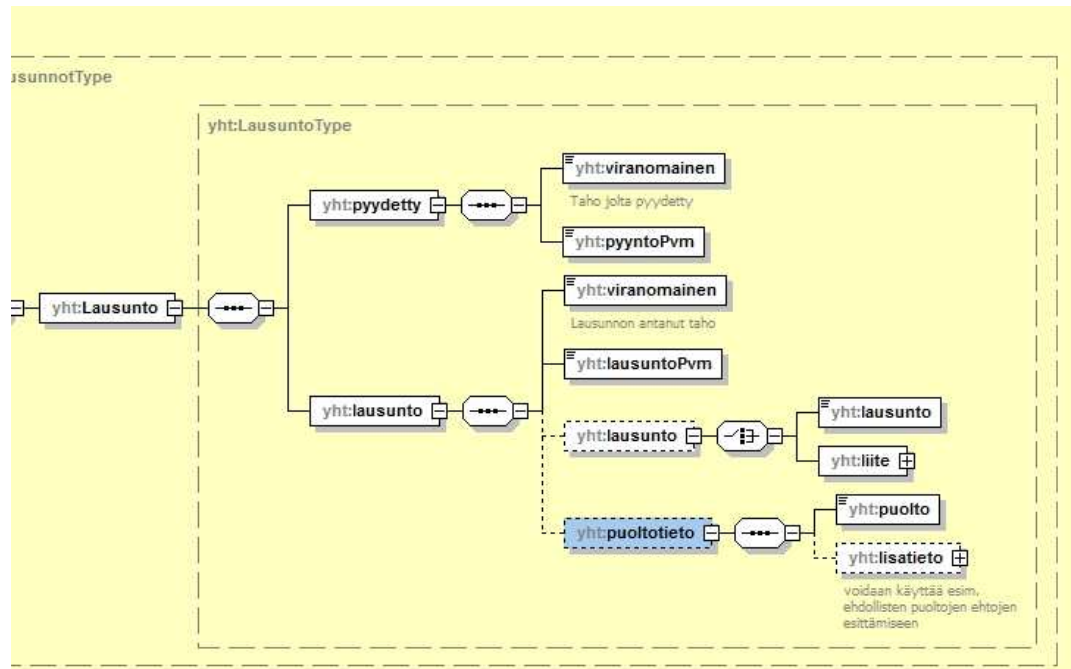 usunnotType
yht:LausuntoType
yht:viranomainen
Taho jolta pyydetty
yht:pyydetty
yht:pyyntoPvm
yht:viranomainen
Lausunnon antanut taho
yht:Lausunto
yht:lausuntoPvm
yht:lausunto
yht:lausunto
yht:lausunto
yht:liite
yht:puolto
yht:puoltotieto
yht:lisatieto
voidaan käyttää esim.
ehdollisten puoltojen ehtojen
esittämiseen